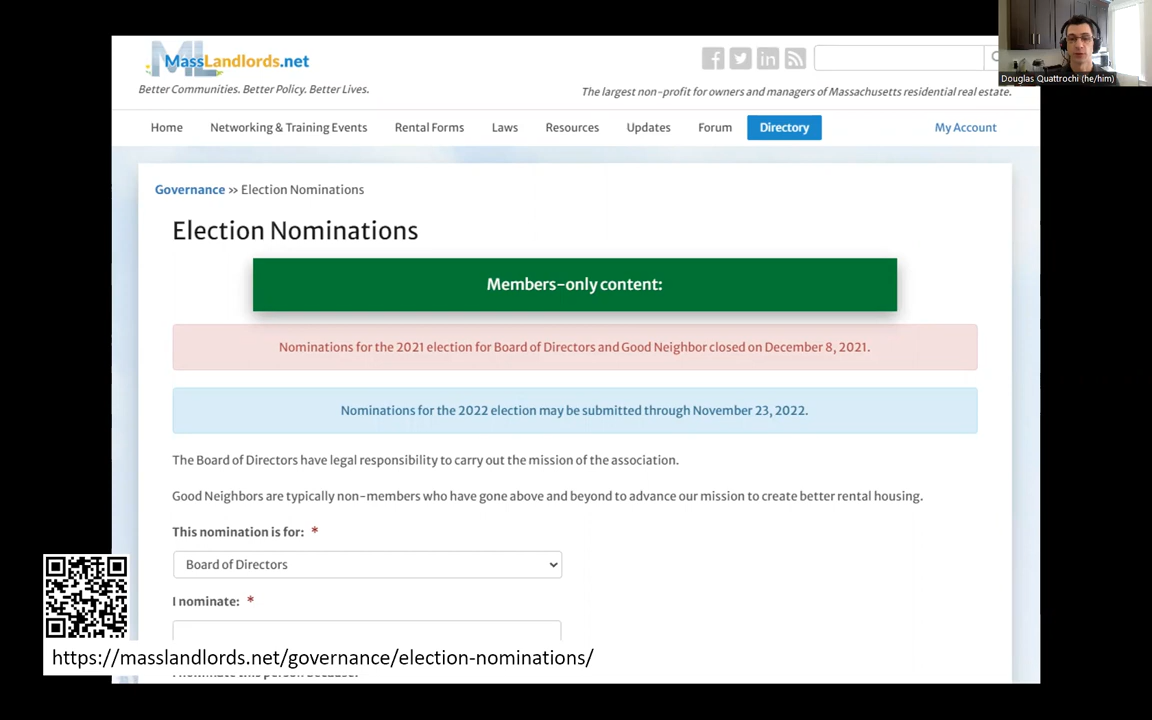 MassLandlords.net
Better Communities. Better Policy. Better Lives.
The largest non-profit for owners and managers of Massachusetts residential real estate.
Douglas Quattrochi (he/him)
Home Networking & Training Events Rental Forms Laws Resources Updates Forum Directory My Account
Governance » Election Nominations
Election Nominations
Members-only content:
Nominations for the 2021 election for Board of Directors and Good Neighbor closed on December 8, 2021.
Nominations for the 2022 election may be submitted through November 23, 2022.
The Board of Directors have legal responsibility to carry out the mission of the association.
Good Neighbors are typically non-members who have gone above and beyond to advance our mission to create better rental housing.
This nomination is for: *
Board of Directors
I nominate: *
https://masslandlords.net/governance/election-nominations/